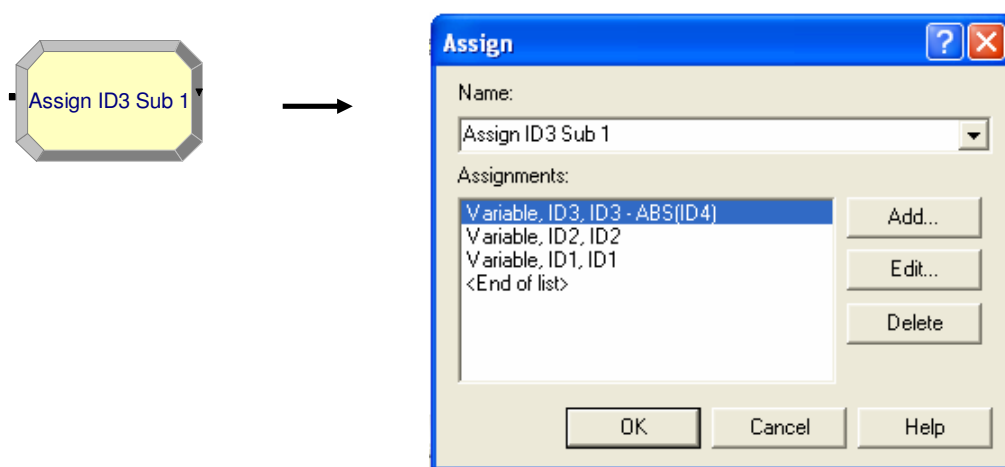 Assign ID3 Sub 1
Assign
Name:
Assign ID3 Sub 1
Assignments:
Variable, ID3, ID3 - ABS(ID4)
Variable, ID2, ID2
Variable, ID1, ID1
<End of list>
Add...
Edit...
Delete
OK
Cancel
Help